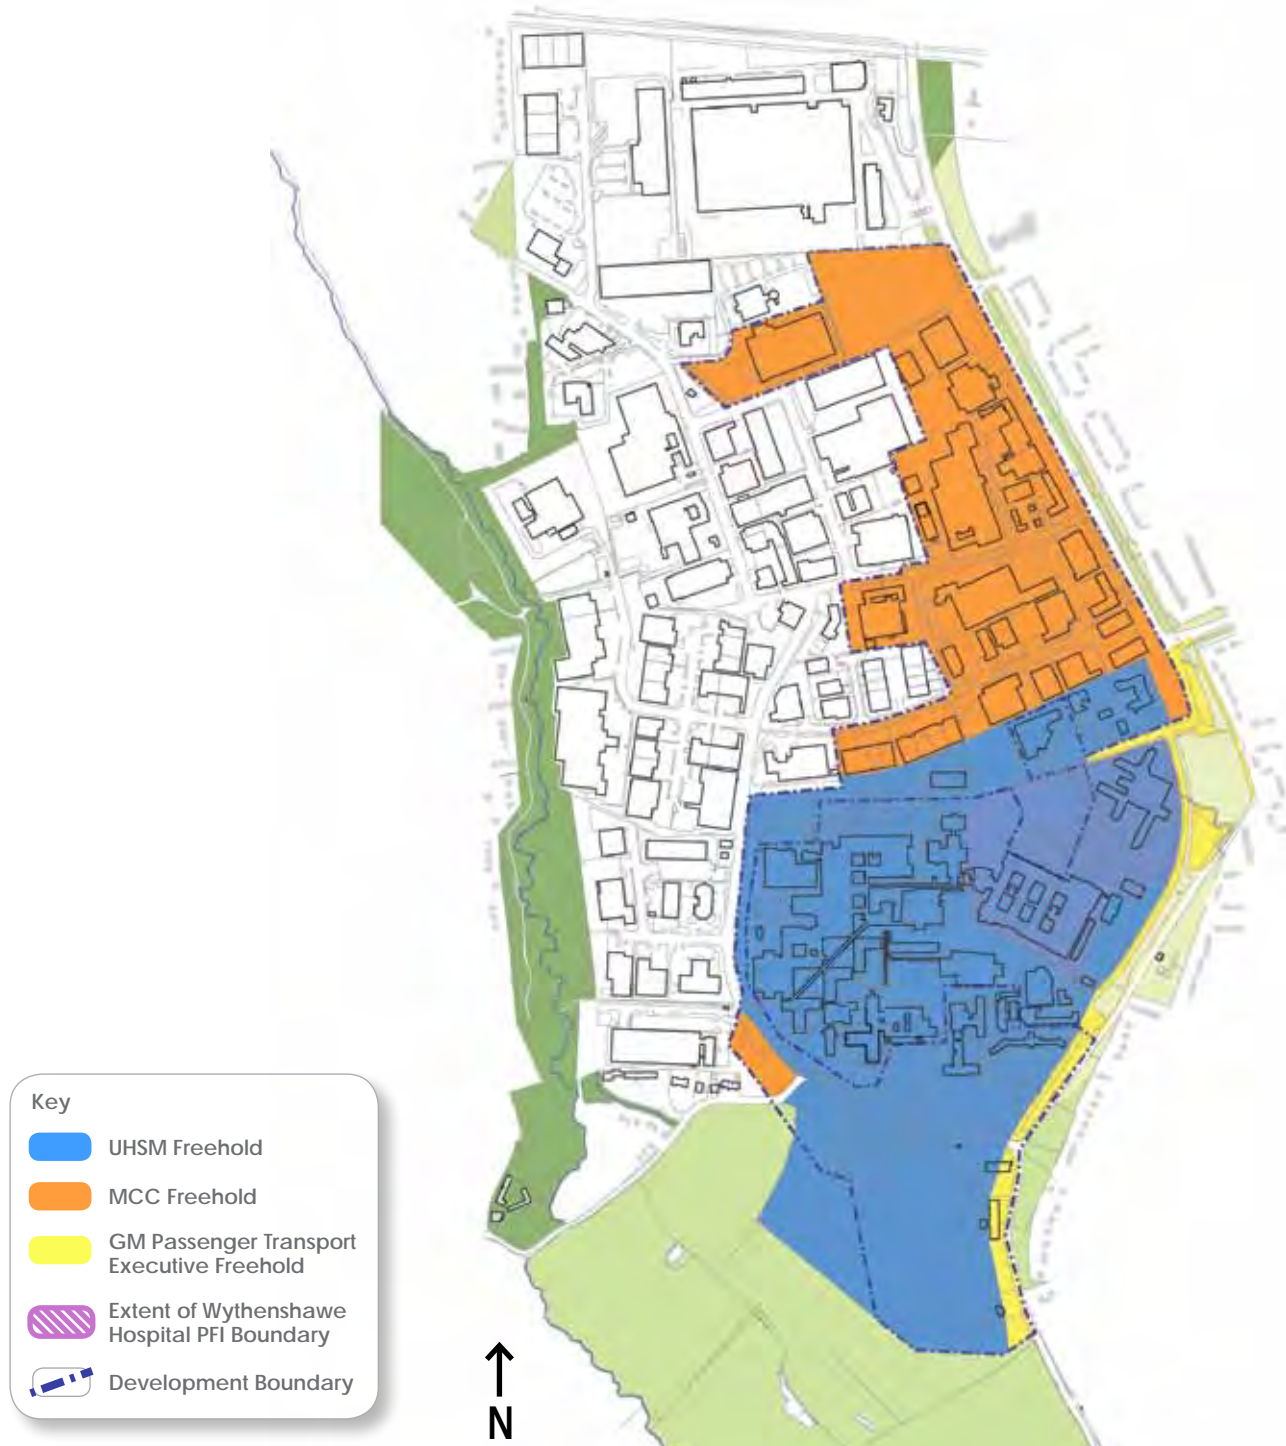 Key
UHSM Freehold
MCC Freehold
GM Passenger Transport
Executive Freehold
Extent of Wythenshawe
Hospital PFI Boundary
Development Boundary
N